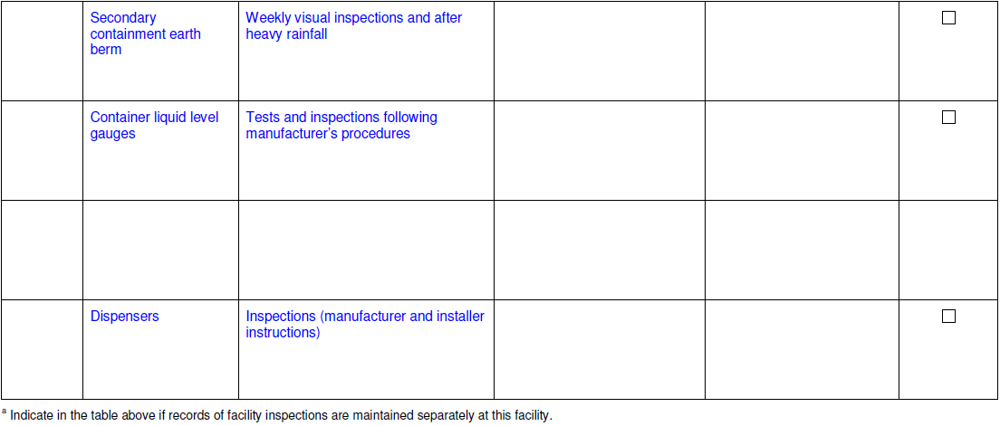 Secondary
containment earth
berm
Weekly visual inspections and after
heavy rainfall
☐
Container liquid level
gauges
Tests and inspections following
manufacturer's procedures
☐
Dispensers
Inspections (manufacturer and installer
instructions)
☐
a Indicate in the table above if records of facility inspections are maintained separately at this facility.